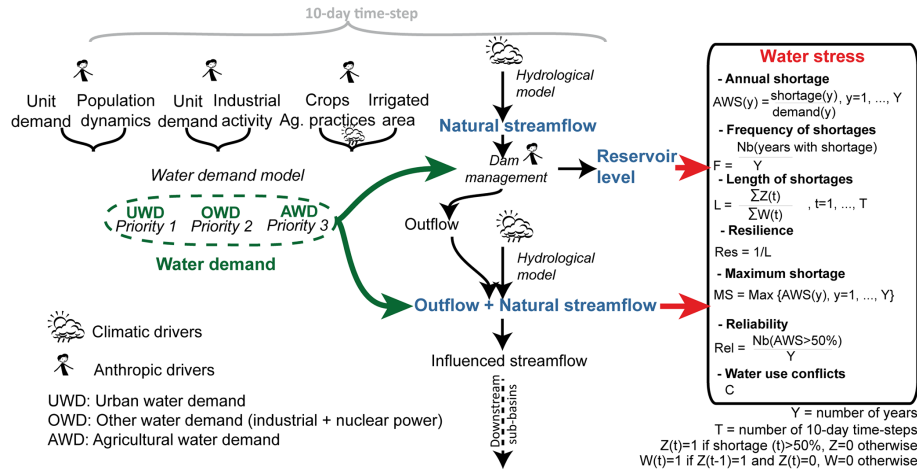 10-day time-step
Unit demand
Population dynamics
Unit demand
Industrial activity
Crops
Ag. practices
Irrigated area
Water demand model
UWD
Priority 1
OWD
Priority 2
AWD
Priority 3
Water demand
Climatic drivers
Anthropic drivers
UWD: Urban water demand
OWD: Other water demand (industrial + nuclear power)
AWD: Agricultural water demand
Hydrological
model
Natural streamflow
Dam
management
Reservoir
level
Outflow
Hydrological
model
Outflow + Natural streamflow
Influenced streamflow
Downstream
sub-basins
Water stress
- Annual shortage
AWS(y) = shortage(y) / demand(y), y=1, ..., Y
- Frequency of shortages
F = Nb(years with shortage) / Y
- Length of shortages
L = ∑Z(t) / ∑W(t) , t=1, ..., T
- Resilience
Res = 1/L
- Maximum shortage
MS = Max {AWS(y), y=1, ..., Y}
- Reliability
Rel = Nb(AWS>50%) / Y
- Water use conflicts
C
Y = number of years
T = number of 10-day time-steps
Z(t)=1 if shortage (t)>50%, Z=0 otherwise
W(t)=1 if Z(t-1)=1 and Z(t)=0, W=0 otherwise